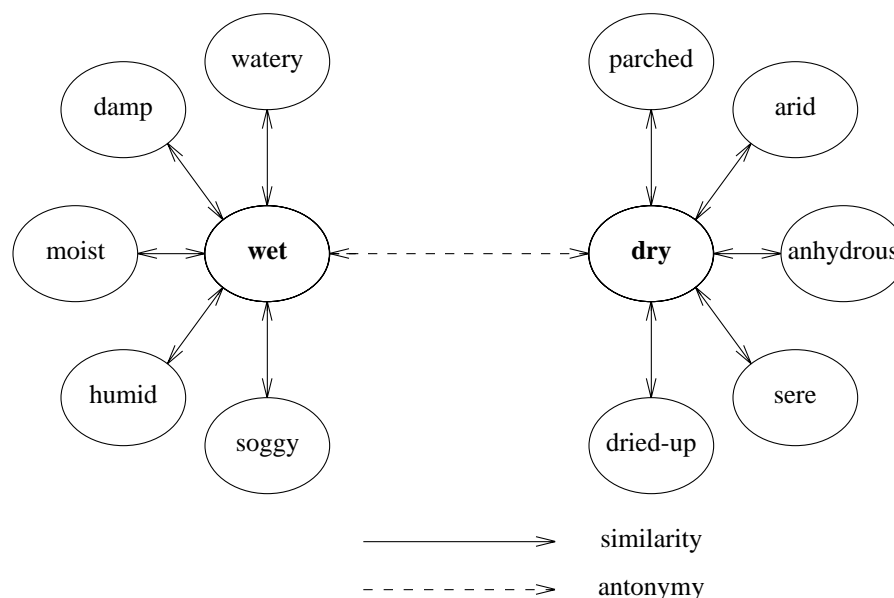 watery
parched
damp
arid
moist
wet
dry
anhydrous
humid
sere
soggy
dried-up
similarity
antonymy